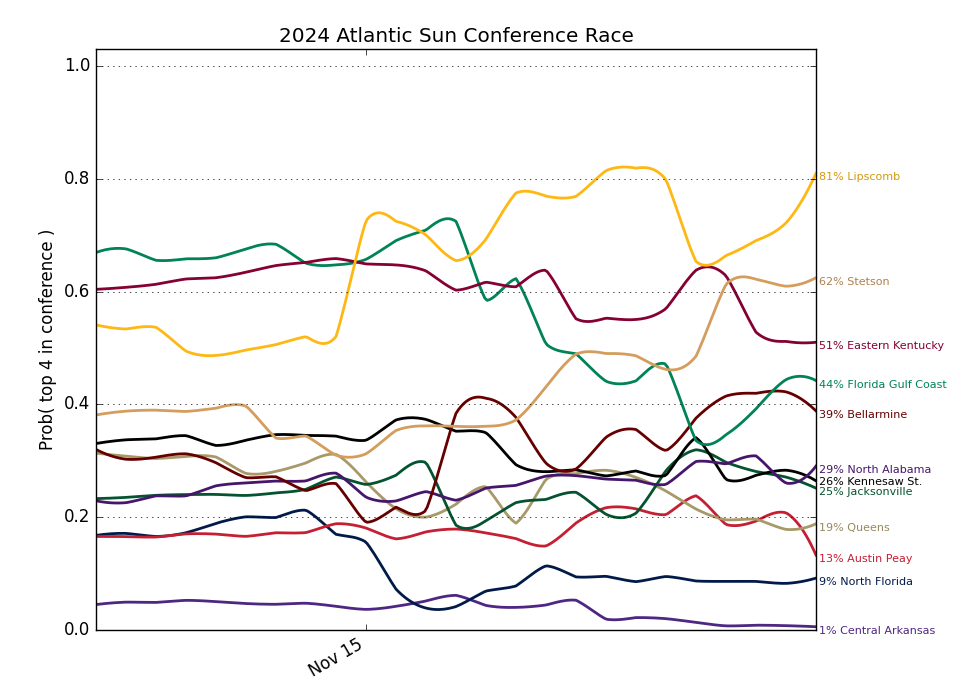 2024 Atlantic Sun Conference Race
1.0
0.8
0.6
0.4
0.2
0.0
Prob( top 4 in conference )
Nov 15
81% Lipscomb
62% Stetson
51% Eastern Kentucky
44% Florida Gulf Coast
39% Bellarmine
29% North Alabama
26% Kennesaw St.
25% Jacksonville
19% Queens
13% Austin Peay
9% North Florida
1% Central Arkansas